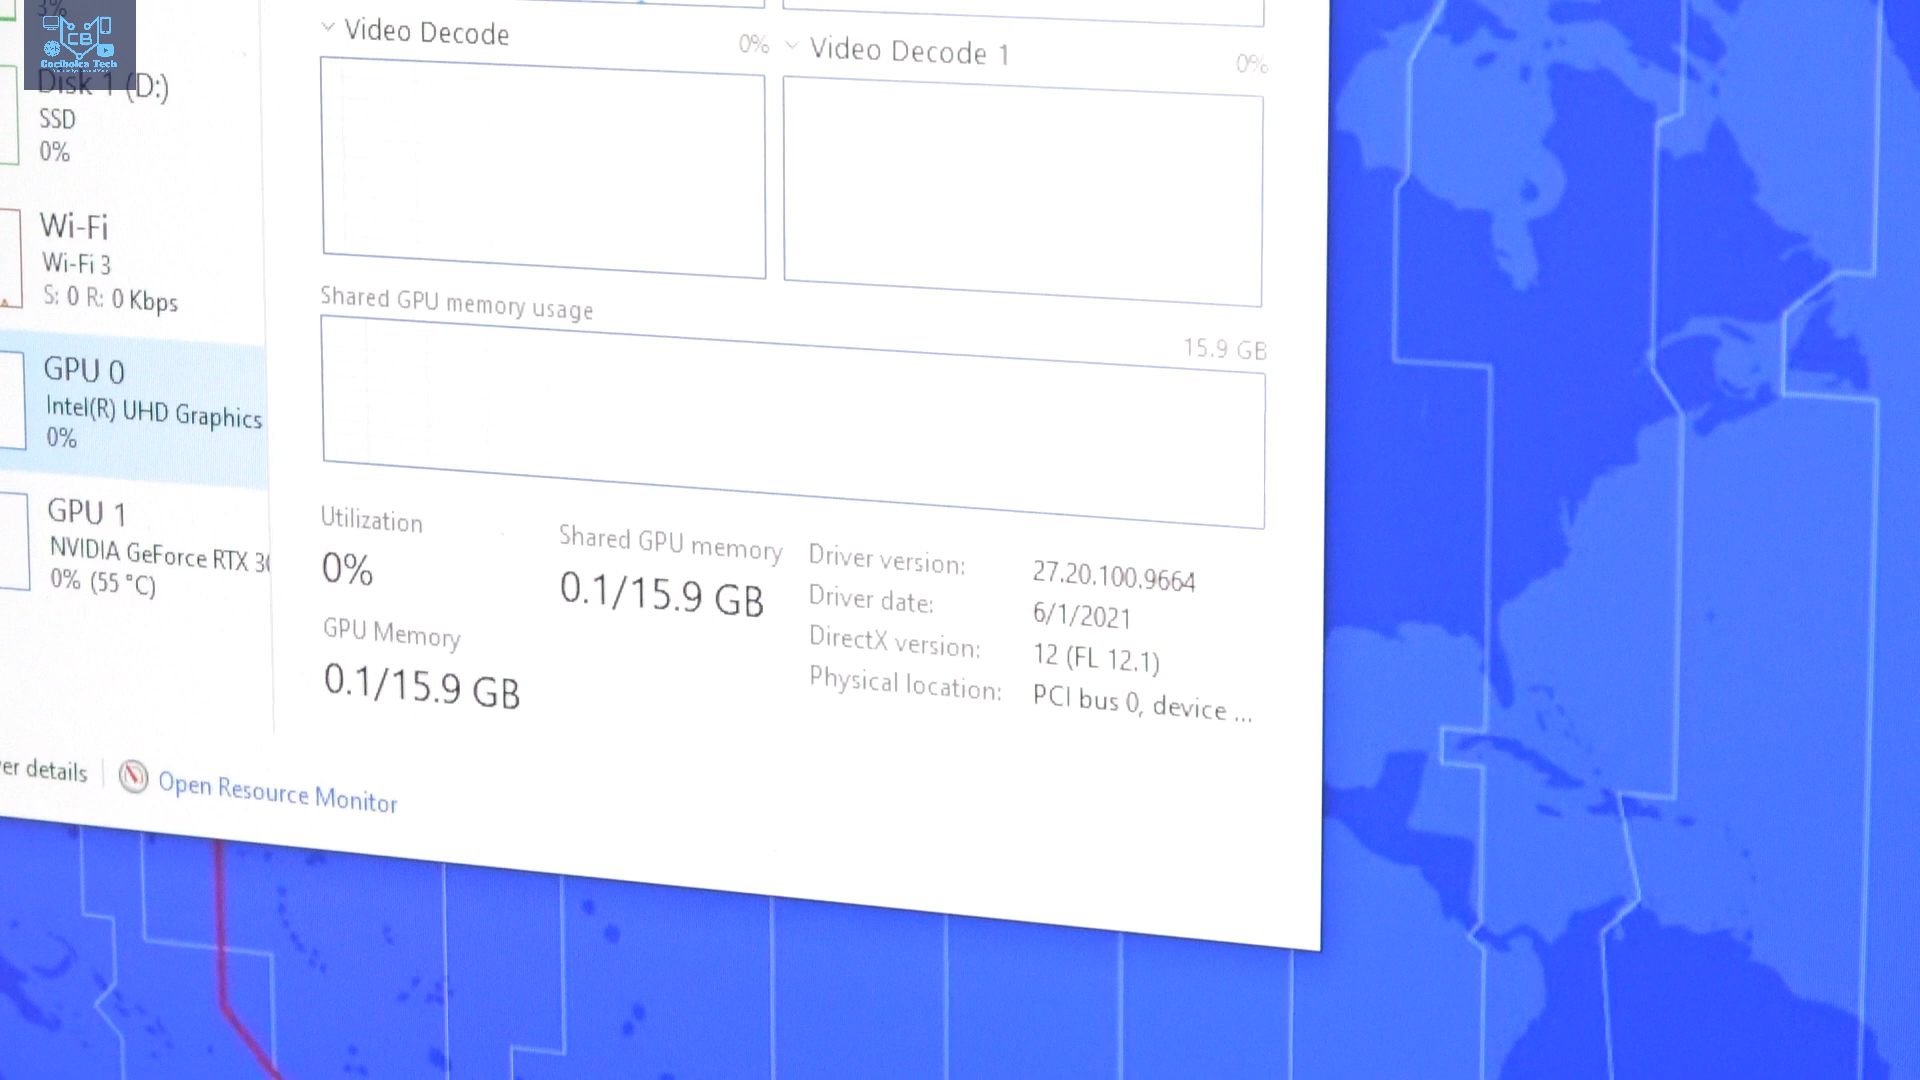 3%
CB
Cociboica Tech
Disk 1 (D:)
SSD
0%
Wi-Fi
Wi-Fi 3
S: 0 R: 0 Kbps
GPU 0
Intel(R) UHD Graphics
0%
GPU 1
NVIDIA GeForce RTX 30
0% (55 °C)
Video Decode
0%
Video Decode 1
0%
Shared GPU memory usage
15.9 GB
Utilization
0%
Shared GPU memory
0.1/15.9 GB
GPU Memory
0.1/15.9 GB
Driver version: 27.20.100.9664
Driver date: 6/1/2021
DirectX version: 12 (FL 12.1)
Physical location: PCI bus 0, device ...
er details
Open Resource Monitor